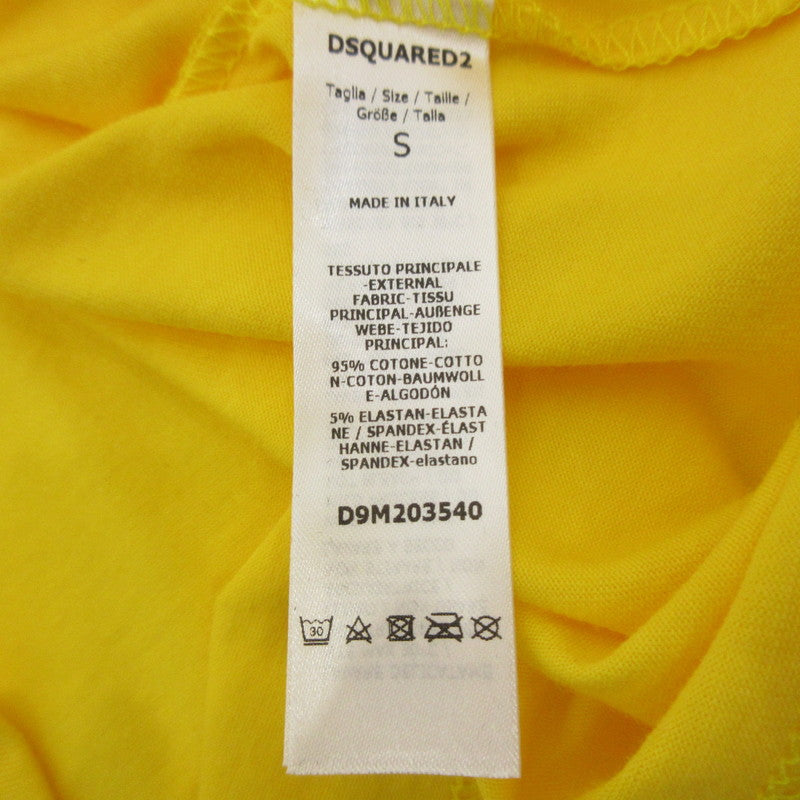 DSQUARED2
Taglia / Size / Taille /
Größe / Talla
S
MADE IN ITALY
TESSUTO PRINCIPALE
-EXTERNAL
FABRIC-TISSU
PRINCIPAL-AUßENGE
WEBE-TEJIDO
PRINCIPAL:
95% COTONE-COTTO
N-COTON-BAUMWOLL
E-ALGODÓN
5% ELASTAN-ELASTA
NE / SPANDEX-ÉLAST
HANNE-ELASTAN /
SPANDEX-elastano
D9M203540
30